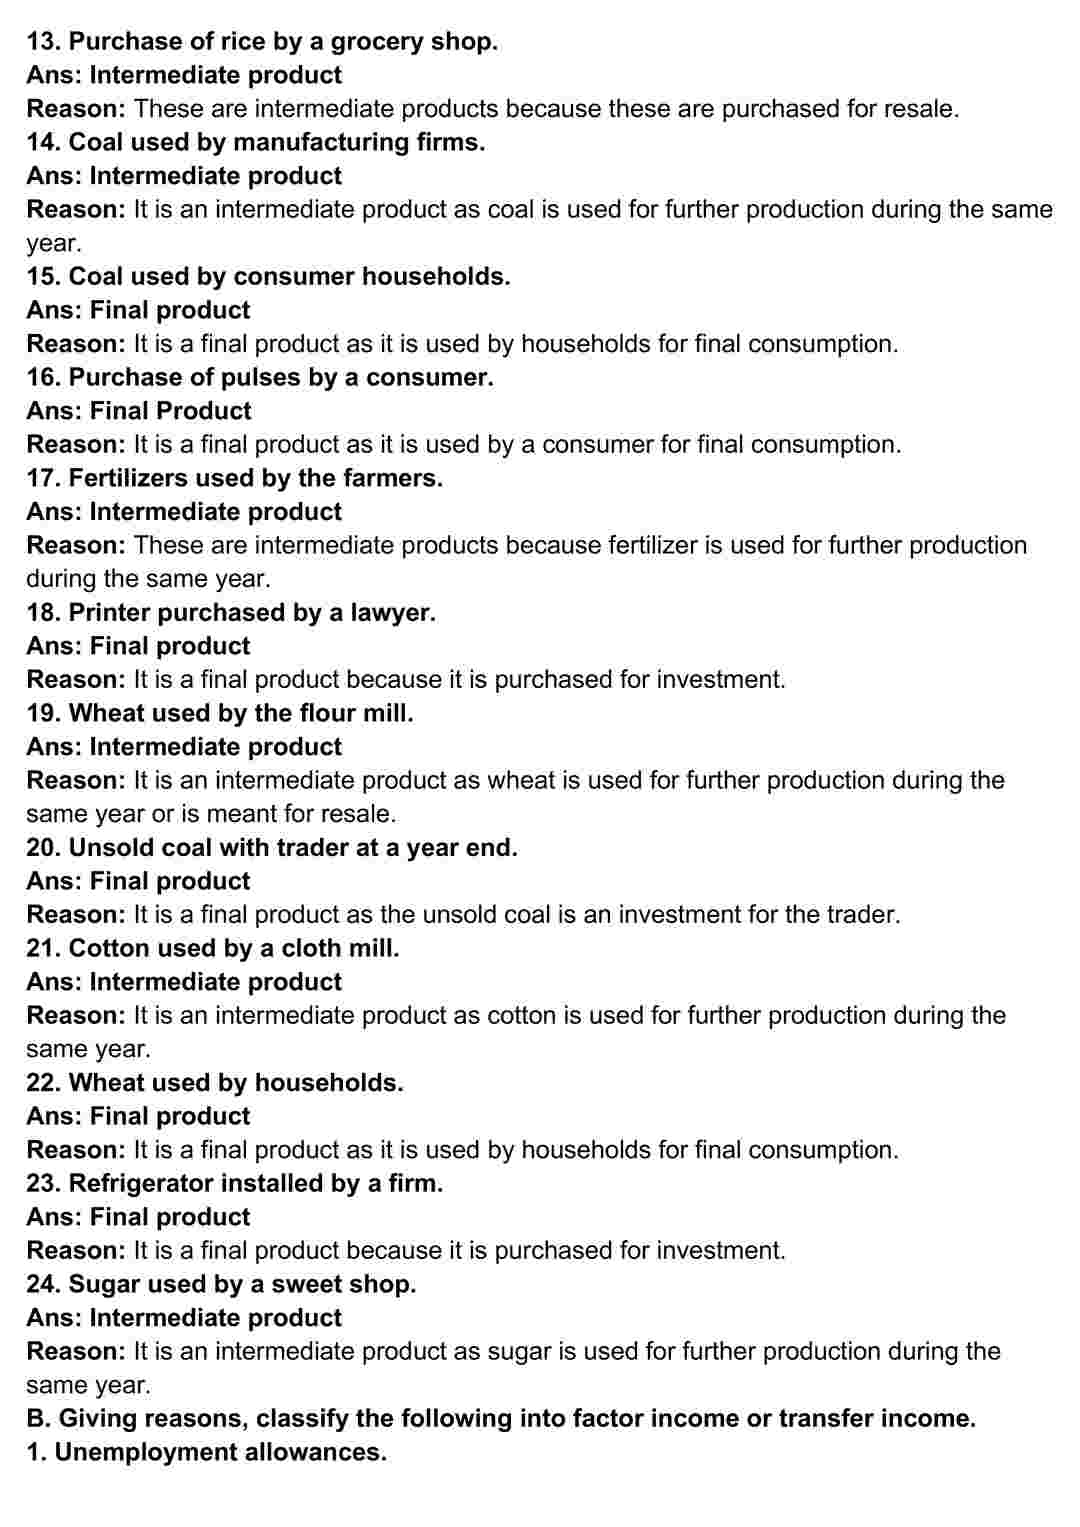 13. Purchase of rice by a grocery shop.
Ans: Intermediate product
Reason: These are intermediate products because these are purchased for resale.
14. Coal used by manufacturing firms.
Ans: Intermediate product
Reason: It is an intermediate product as coal is used for further production during the same
year.
15. Coal used by consumer households.
Ans: Final product
Reason: It is a final product as it is used by households for final consumption.
16. Purchase of pulses by a consumer.
Ans: Final Product
Reason: It is a final product as it is used by a consumer for final consumption.
17. Fertilizers used by the farmers.
Ans: Intermediate product
Reason: These are intermediate products because fertilizer is used for further production
during the same year.
18. Printer purchased by a lawyer.
Ans: Final product
Reason: It is a final product because it is purchased for investment.
19. Wheat used by the flour mill.
Ans: Intermediate product
Reason: It is an intermediate product as wheat is used for further production during the
same year or is meant for resale.
20. Unsold coal with trader at a year end.
Ans: Final product
Reason: It is a final product as the unsold coal is an investment for the trader.
21. Cotton used by a cloth mill.
Ans: Intermediate product
Reason: It is an intermediate product as cotton is used for further production during the
same year.
22. Wheat used by households.
Ans: Final product
Reason: It is a final product as it is used by households for final consumption.
23. Refrigerator installed by a firm.
Ans: Final product
Reason: It is a final product because it is purchased for investment.
24. Sugar used by a sweet shop.
Ans: Intermediate product
Reason: It is an intermediate product as sugar is used for further production during the
same year.
B. Giving reasons, classify the following into factor income or transfer income.
1. Unemployment allowances.